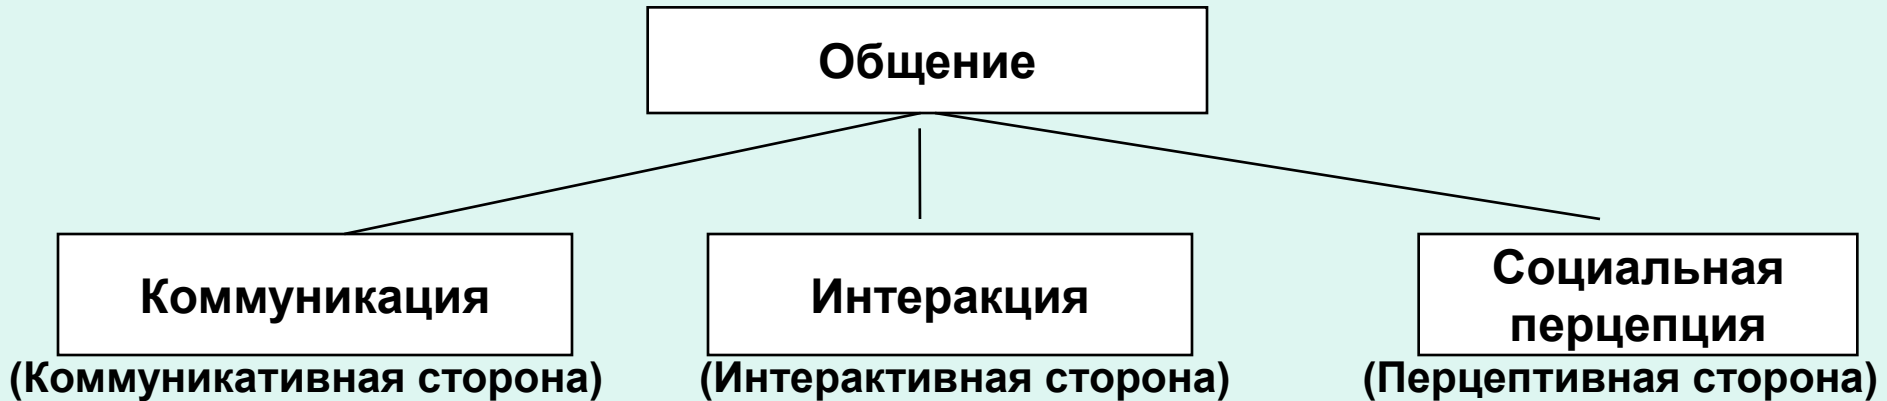 Общение
Коммуникация
Интеракция
Социальная
перцепция
(Коммуникативная сторона)
(Интерактивная сторона)
(Перцептивная сторона)